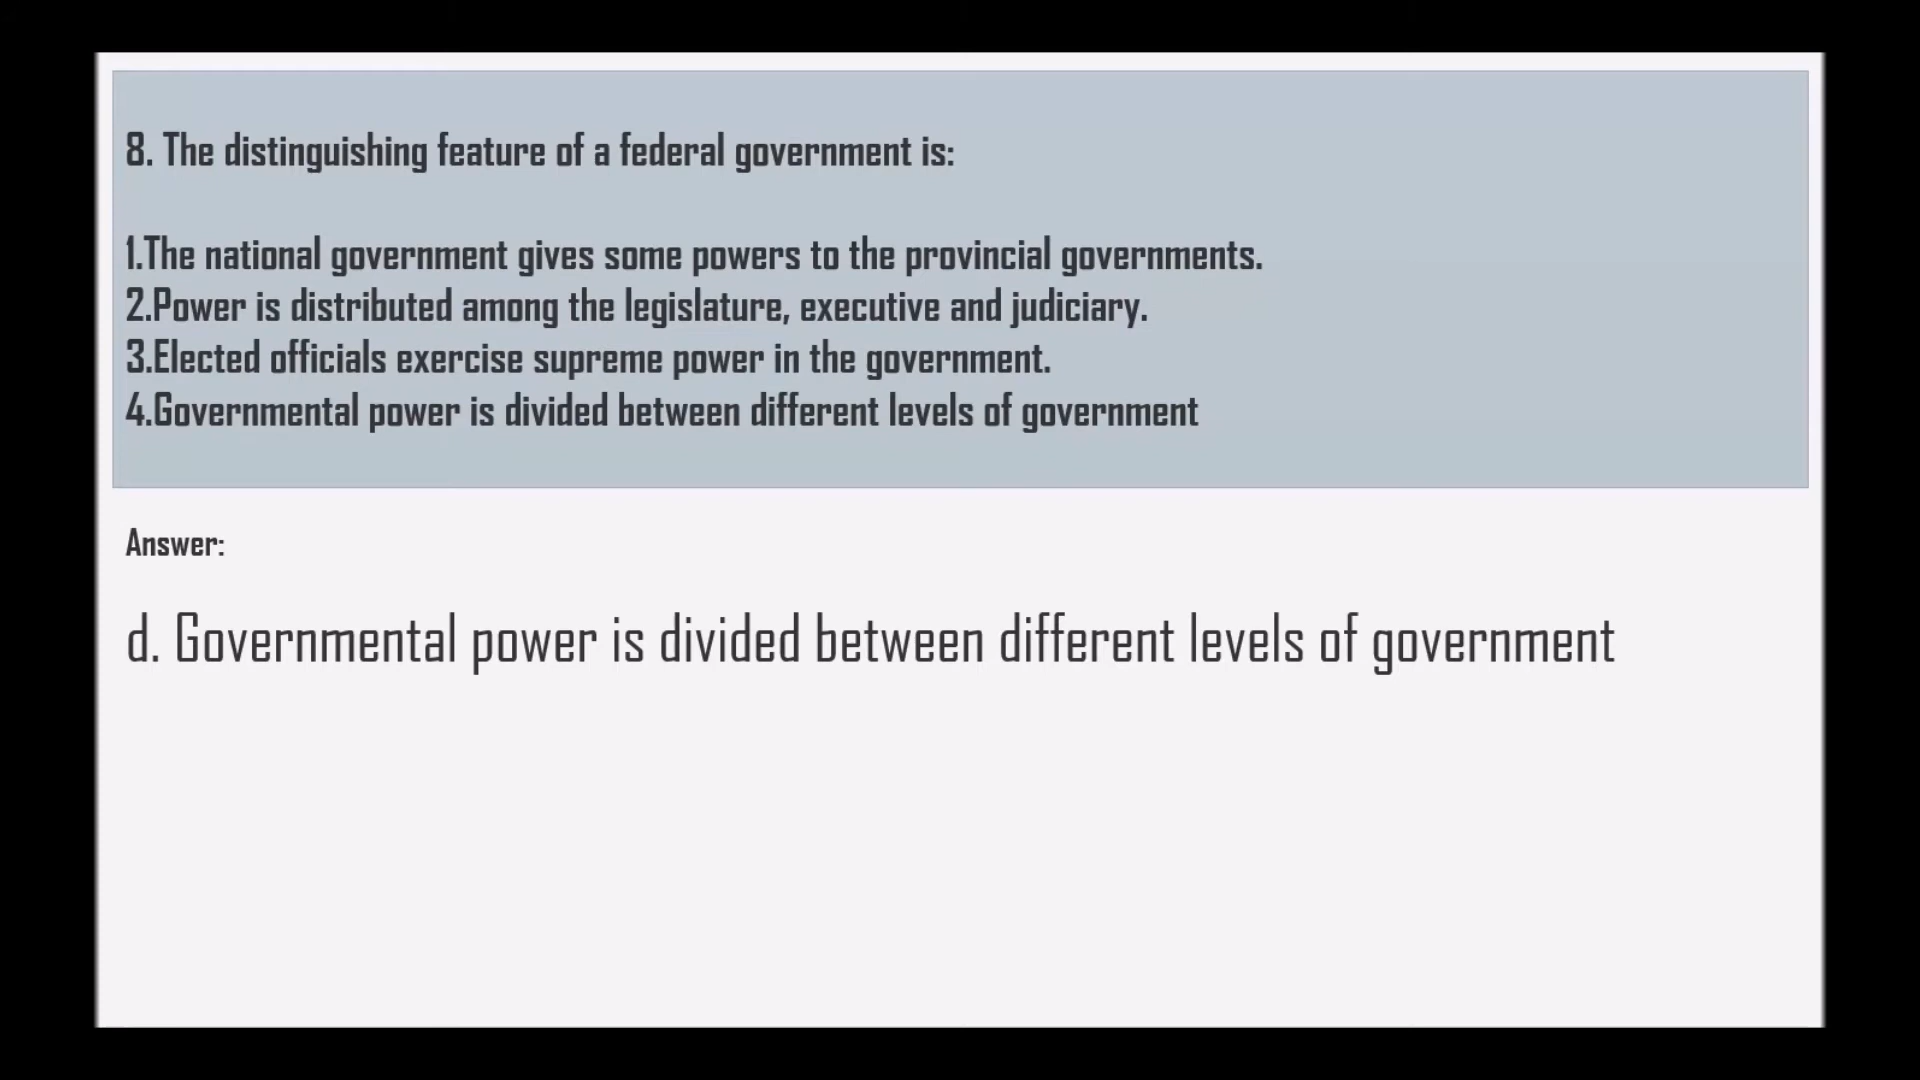 8. The distinguishing feature of a federal government is:
1.The national government gives some powers to the provincial governments.
2.Power is distributed among the legislature, executive and judiciary.
3.Elected officials exercise supreme power in the government.
4.Governmental power is divided between different levels of government
Answer:
d. Governmental power is divided between different levels of government